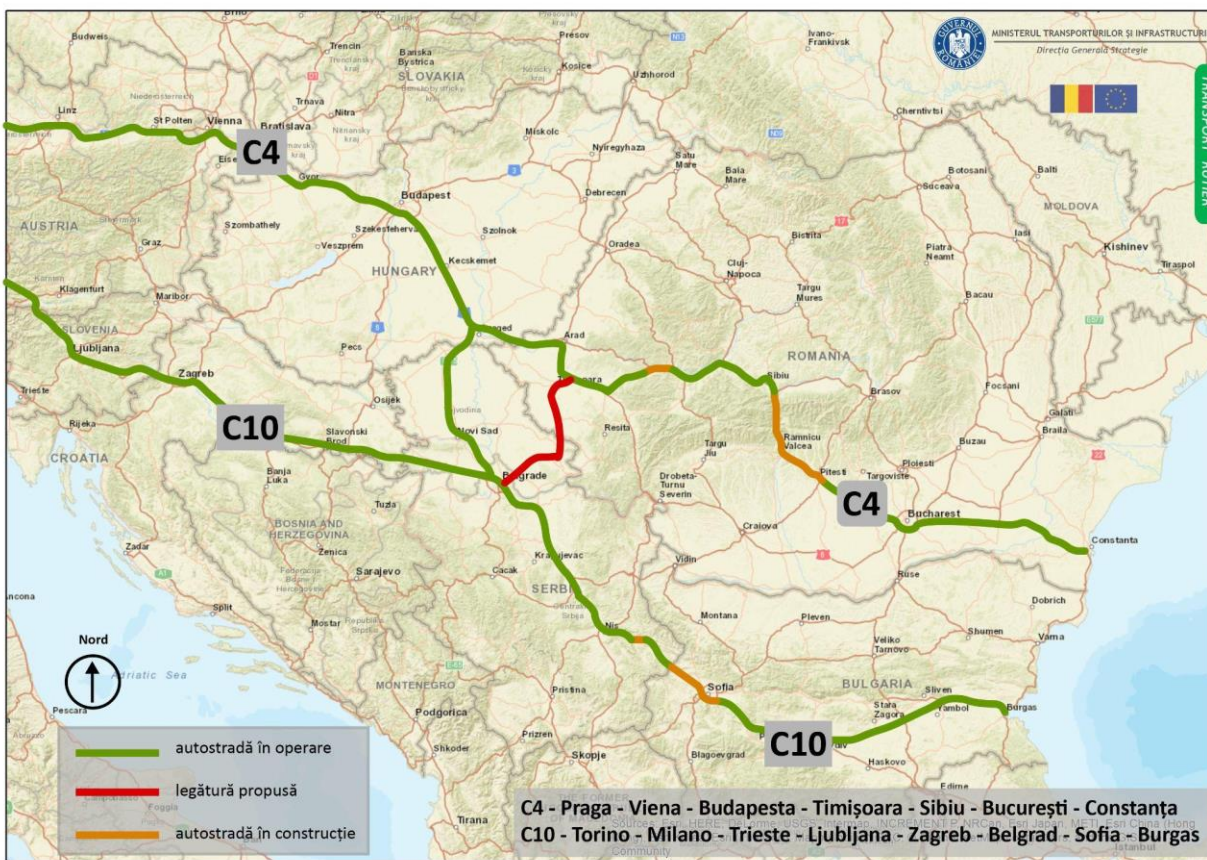 GUVERNUL ROMÂNIEI
MINISTERUL TRANSPORTURILOR ȘI INFRASTRUCTURII
Direcția Generală Strategie
Budweis
Trencin
Trenciansky kraj
Banska Bystrica
SLOVAKIA
Presov
Kosice
Uzhhorod
Ivano-Frankivsk
Cherntivtsi
Linz
St Polten
Vienna
Trnava
Nitra
Nitriansky kraj
Bratislava
C4
Gyor
Miskolc
Nyiregyhaza
Satu Mare
Baia Mare
Botosani
Suceava
Balti
MOLDOVA
Szombathely
Budapest
Debrecen
AUSTRIA
Graz
Veszprem
Szekesfehervar
Szolnok
Oradea
Bistrita
Iasi
Piatra Neamt
Kishinev
Tiraspol
HUNGARY
Kecskemet
Cluj-Napoca
Targu Mures
Bacau
Klagenfurt
Maribor
SLOVENIA
Ljubljana
Pecs
Arad
ROMANIA
Sibiu
Brasov
Focsani
Galati
Braila
Trieste
Zagreb
Osijek
Rijeka
C10
Slavonski Brod
Novi Sad
Resita
Targu Jiu
Ramnicu Valcea
Pitesti
Targoviste
Ploiesti
Buzau
CROATIA
Banja Luka
Tuzla
Belgrade
Drobeta-Turnu Severin
Craiova
C4
Bucharest
Constanta
BOSNIA AND HERZEGOVINA
Zadar
Zenica
Sarajevo
Cacak
Kragujevac
Vidin
Ruse
Dobrich
Ancona
Split
Mostar
SERBIA
Nis
Montana
Pleven
Shumen
Varna
Veliko Tarnovo
Nord
Adriatic Sea
MONTENEGRO
Podgorica
Pristina
Sofia
BULGARIA
Sliven
Stara Zagora
Yambol
Burgas
Pescara
Shkoder
Prizren
Skopje
Blagoevgrad
C10
Haskovo
Foggia
Tirana
autostradă în operare
legătură propusă
autostradă în construcție
C4 - Praga - Viena - Budapesta - Timișoara - Sibiu - București - Constanța
C10 - Torino - Milano - Trieste - Ljubljana - Zagreb - Belgrad - Sofia - Burgas